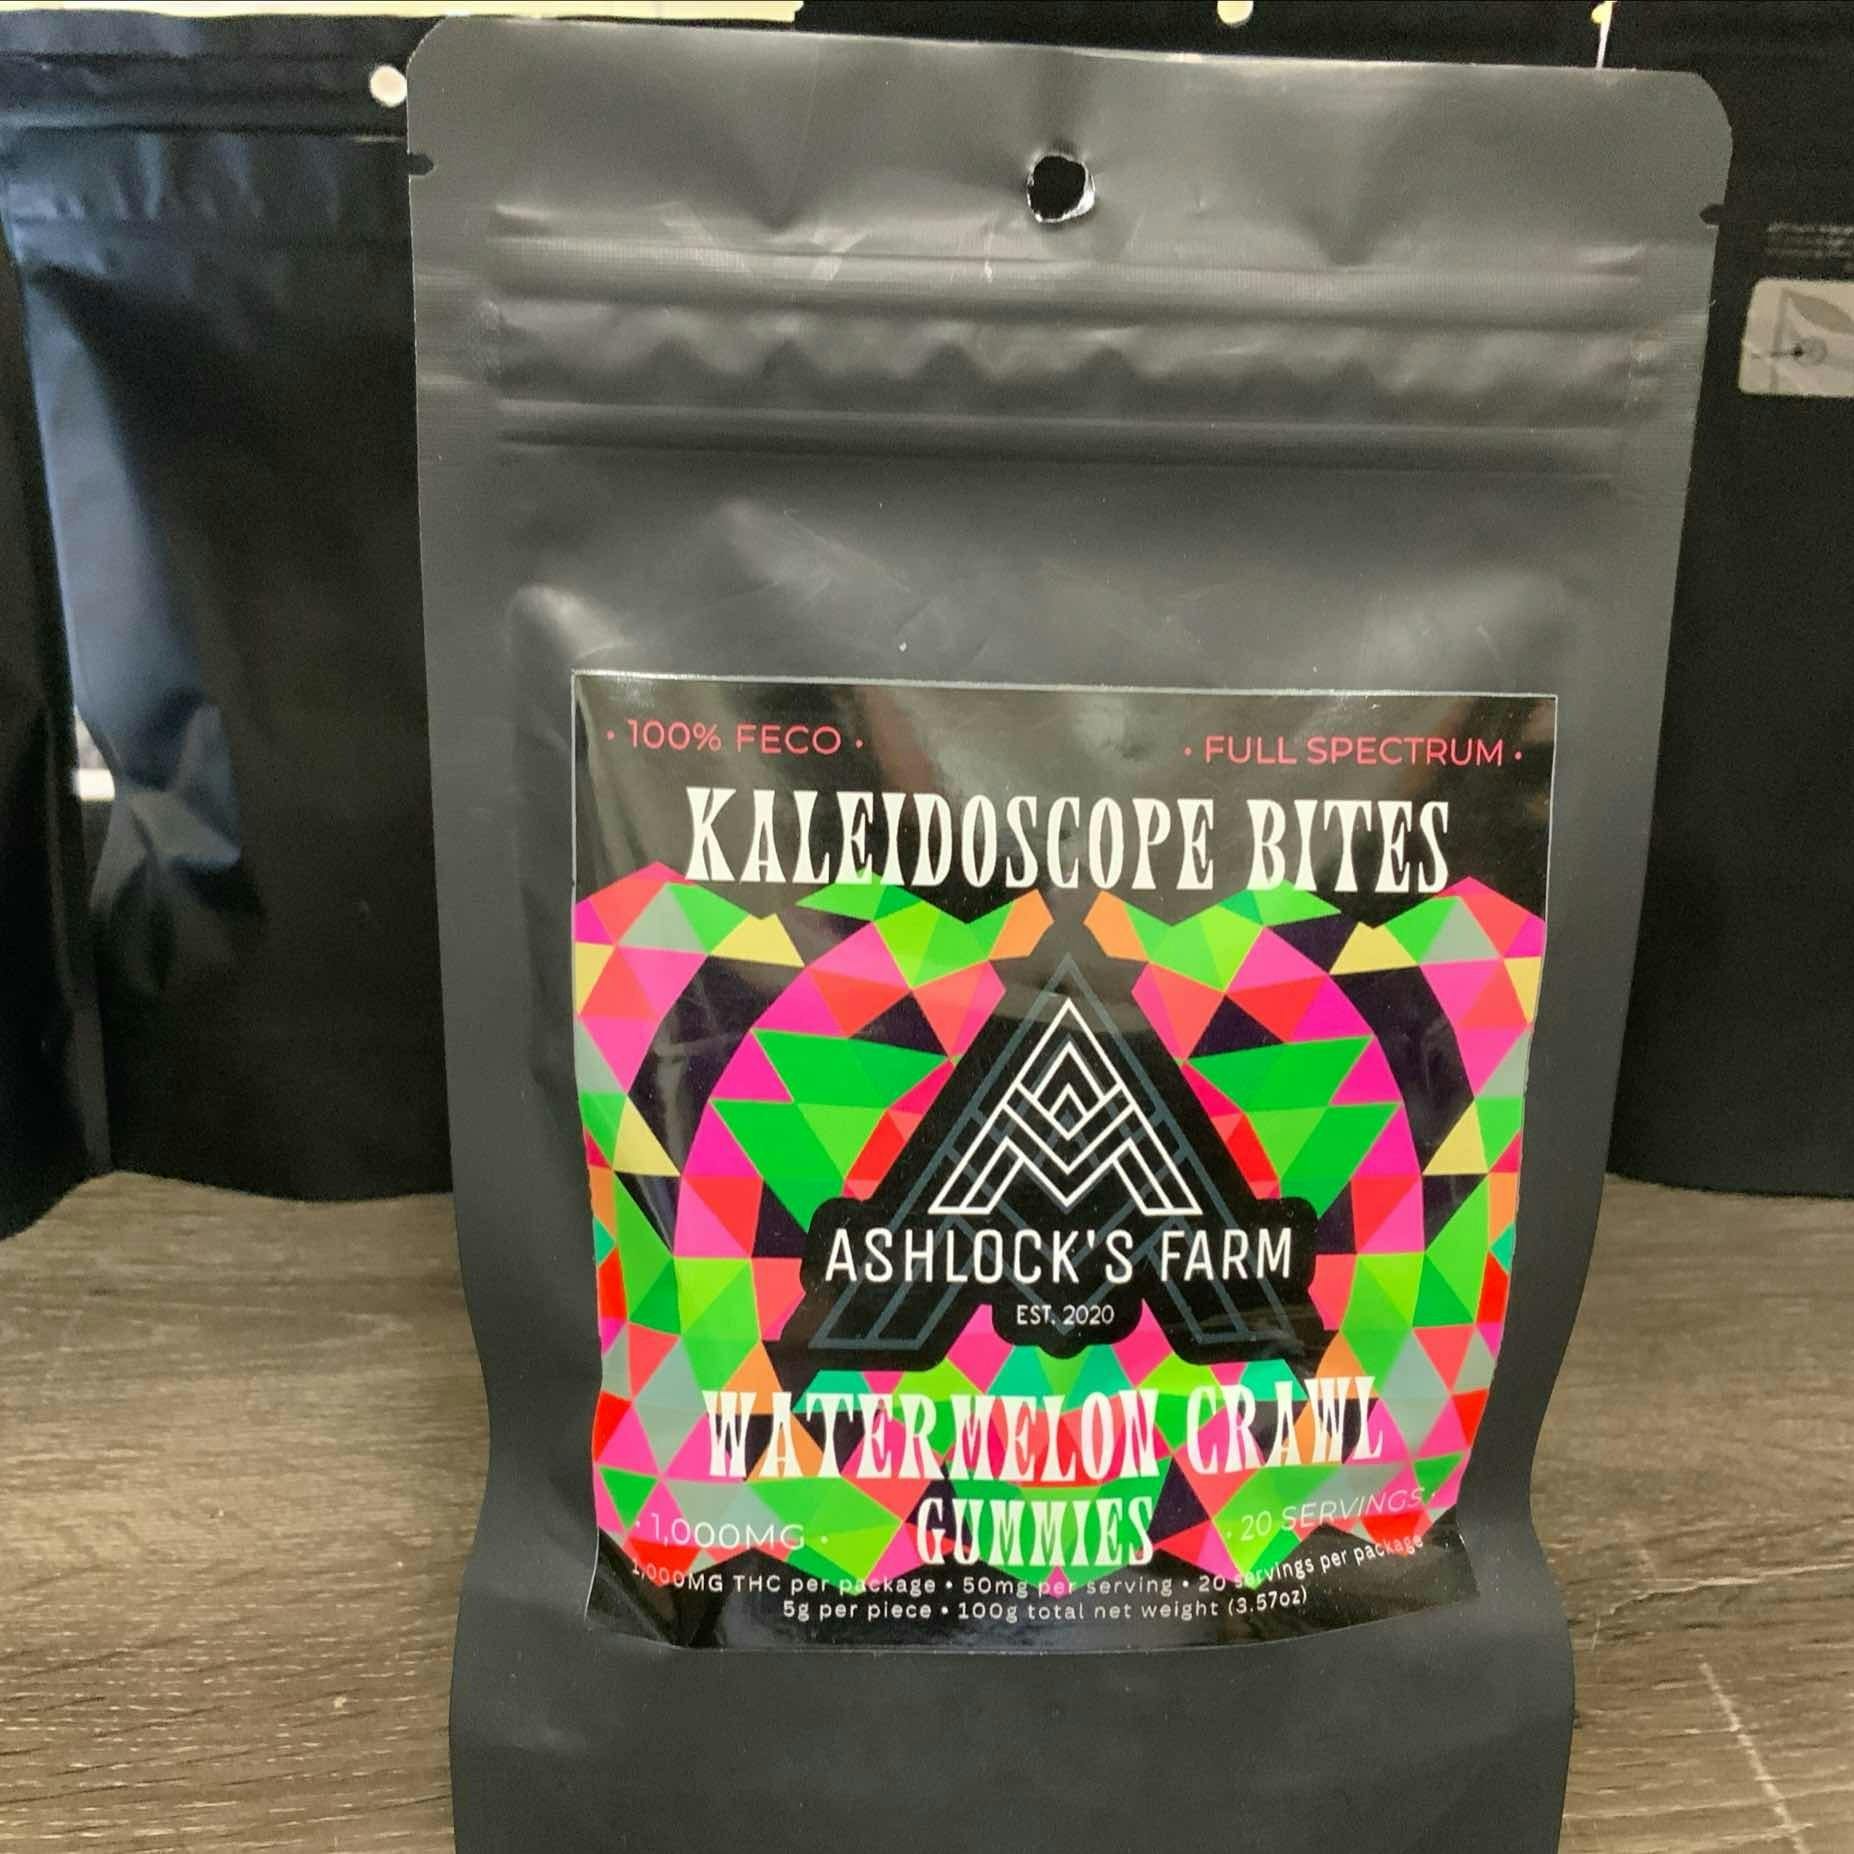 · 100% FECO ·
· FULL SPECTRUM ·
KALEIDOSCOPE BITES
ASHLOCK'S FARM
EST. 2020
WATERMELON CRAWL
GUMMIES
· 1,000MG ·
· 20 SERVINGS ·
1,000MG THC per package • 50mg per serving • 20 servings per package
5g per piece • 100g total net weight (3.57oz)